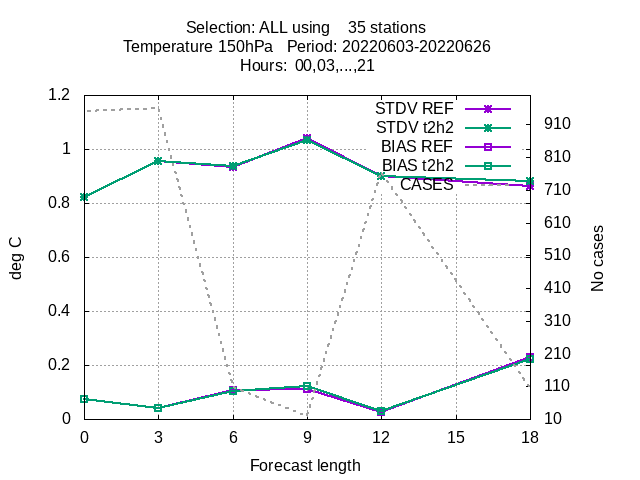 Selection: ALL using    35 stations
Temperature 150hPa   Period: 20220603-20220626
Hours:  00,03,...,21
STDV REF
STDV t2h2
BIAS REF
BIAS t2h2
CASES
1.2
1
0.8
0.6
0.4
0.2
0
deg C
910
810
710
610
510
410
310
210
110
10
No cases
0 3 6 9 12 15 18
Forecast length